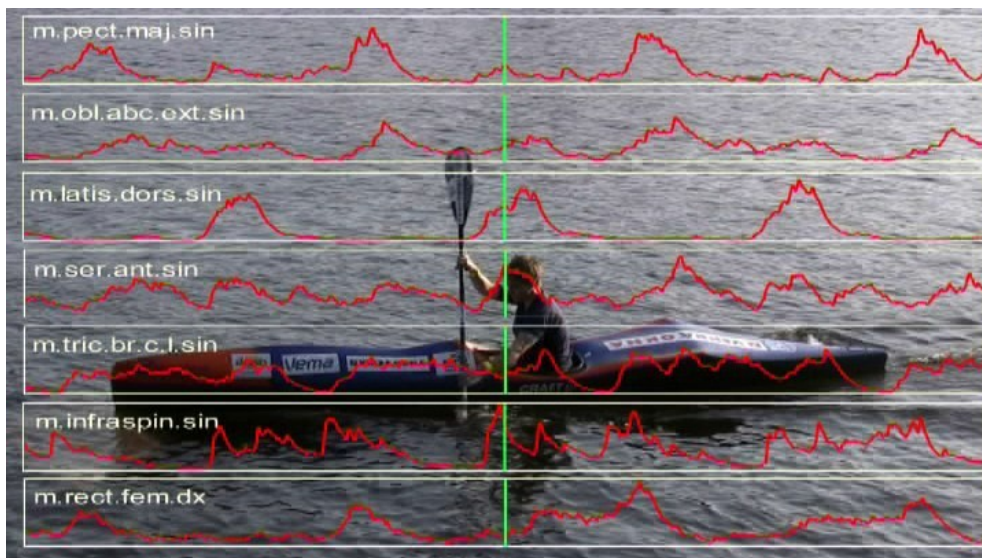 m.pect.maj.sin
m.obl.abc.ext.sin
m.latis.dors.sin
m.ser.ant.sin
m.tric.br.c.l.sin
Vema
CRAFT
m.infraspin.sin
m.rect.fem.dx